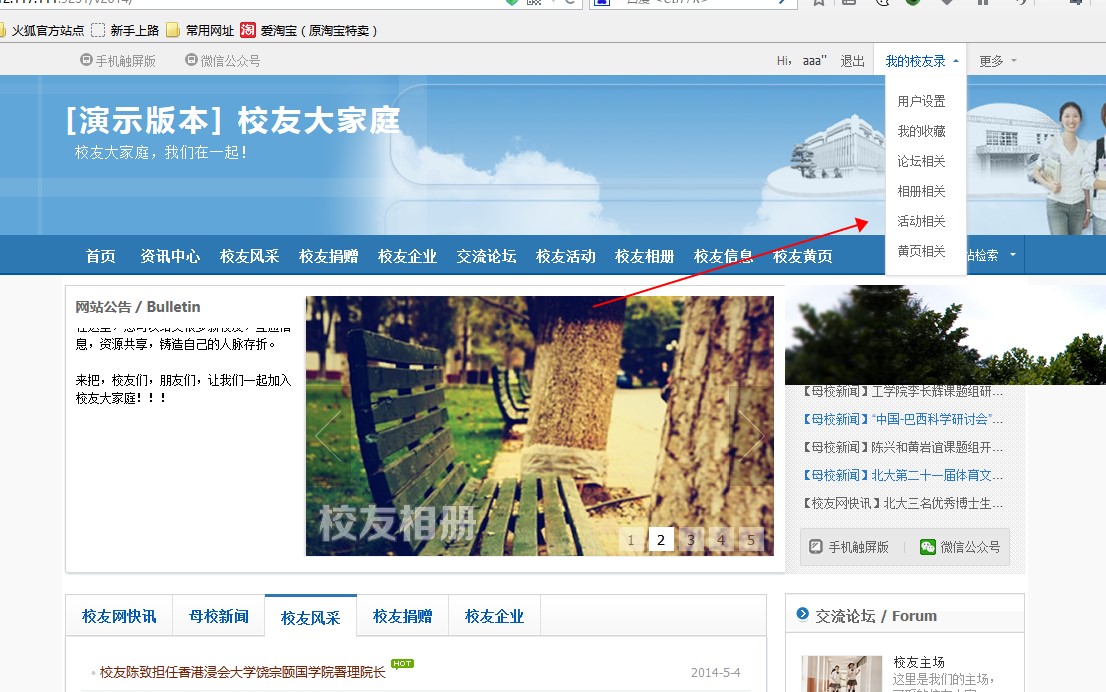 火狐官方站点 新手上路 常用网址 淘 爱淘宝（原淘宝特卖）
手机触屏版 微信公众号 Hi， aaa" 退出 我的校友录 更多
用户设置
我的收藏
论坛相关
相册相关
活动相关
黄页相关
[演示版本] 校友大家庭
校友大家庭，我们在一起！
首页 资讯中心 校友风采 校友捐赠 校友企业 交流论坛 校友活动 校友相册 校友信息 校友黄页 站检索
网站公告 / Bulletin
息，资源共享，铸造自己的人脉存折。
来把，校友们，朋友们，让我们一起加入
校友大家庭！！！
校友相册
1 2 3 4 5
【母校新闻】工学院李长辉课题组研...
【母校新闻】“中国-巴西科学研讨会”...
【母校新闻】陈兴和黄岩谊课题组开...
【母校新闻】北大第二十一届体育文...
【校友网快讯】北大三名优秀博士生...
手机触屏版 微信公众号
校友网快讯 母校新闻 校友风采 校友捐赠 校友企业
校友陈致担任香港浸会大学饶宗颐国学院署理院长 HOT 2014-5-4
交流论坛 / Forum
校友主场
这里是我们的主场，